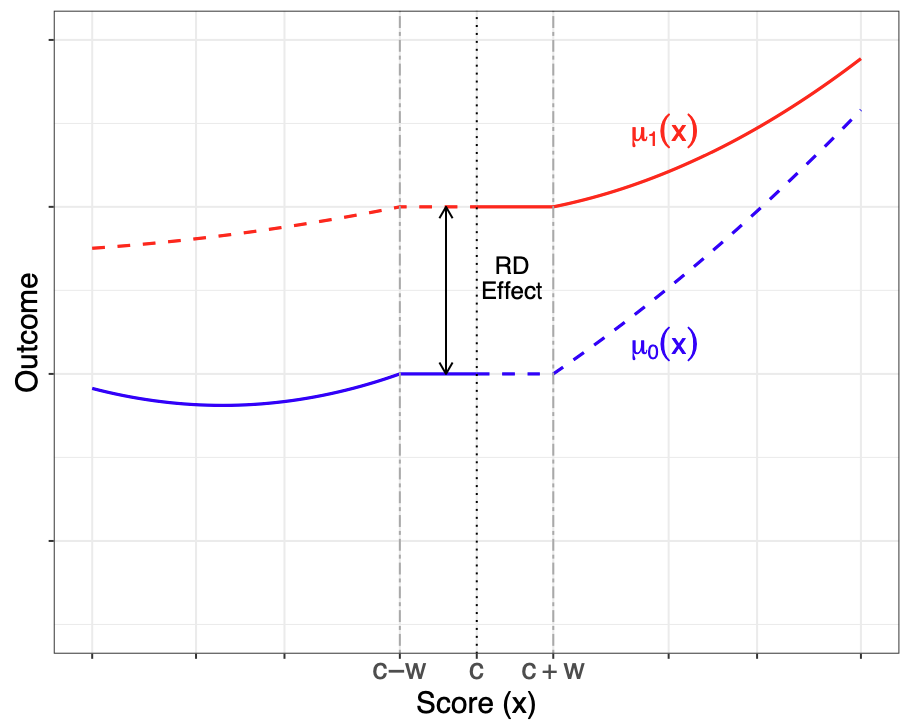 μ₁(x)
RD
Effect
μ₀(x)
Outcome
c−w
c
c + w
Score (x)